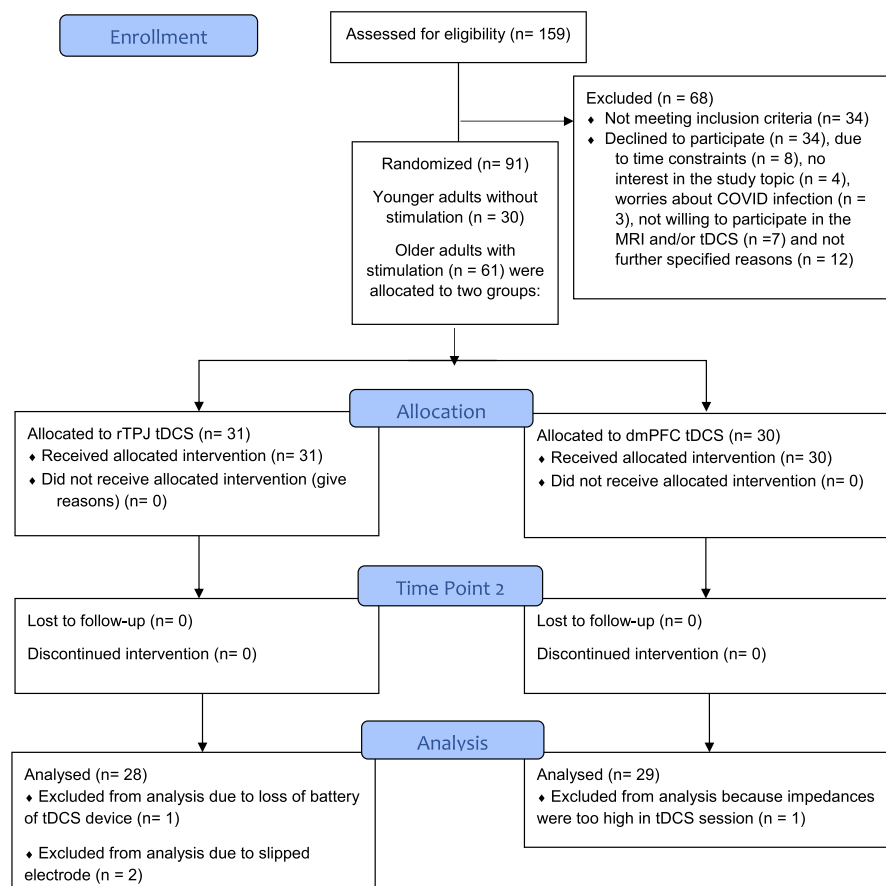 Enrollment
Assessed for eligibility (n= 159)
Excluded (n = 68)
♦ Not meeting inclusion criteria (n= 34)
♦ Declined to participate (n = 34), due
to time constraints (n = 8), no
interest in the study topic (n = 4),
worries about COVID infection (n =
3), not willing to participate in the
MRI and/or tDCS (n =7) and not
further specified reasons (n = 12)
Randomized (n = 91)
Younger adults without
stimulation (n = 30)
Older adults with
stimulation (n = 61) were
allocated to two groups:
Allocation
Allocated to rTPJ tDCS (n= 31)
♦ Received allocated intervention (n = 31)
♦ Did not receive allocated intervention (give
reasons) (n= 0)
Allocated to dmPFC tDCS (n= 30)
♦ Received allocated intervention (n = 30)
♦ Did not receive allocated intervention (n= 0)
Time Point 2
Lost to follow-up (n= 0)
Discontinued intervention (n= 0)
Lost to follow-up (n= 0)
Discontinued intervention (n= 0)
Analysis
Analysed (n= 28)
♦ Excluded from analysis due to loss of battery
of tDCS device (n= 1)
♦ Excluded from analysis due to slipped
electrode (n = 2)
Analysed (n= 29)
♦ Excluded from analysis because impedances
were too high in tDCS session (n = 1)